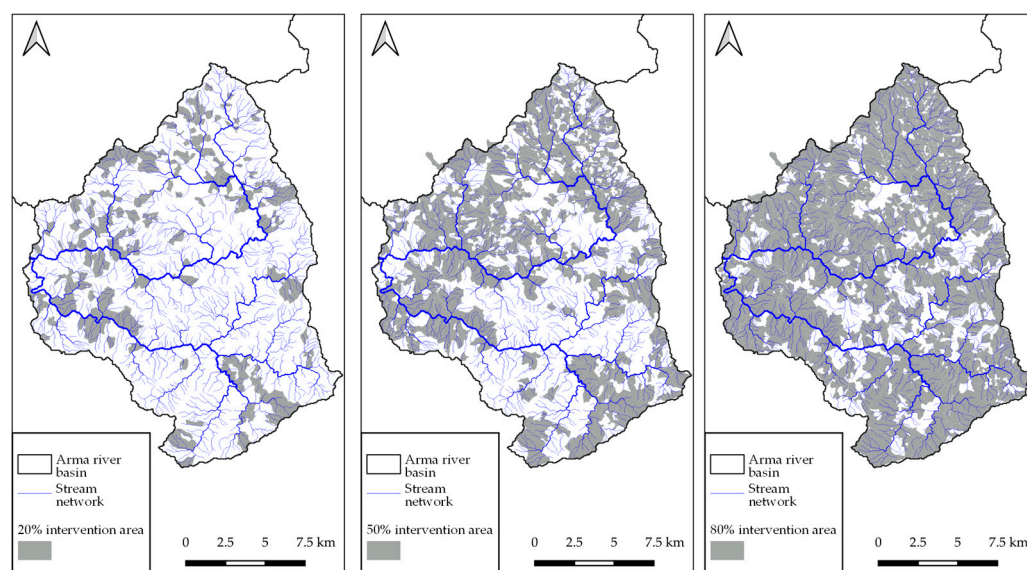 Arma river
basin
Stream
network
20% intervention area
0 2.5 5 7.5 km
Arma river
basin
Stream
network
50% intervention area
0 2.5 5 7.5 km
Arma river
basin
Stream
network
80% intervention area
0 2.5 5 7.5 km